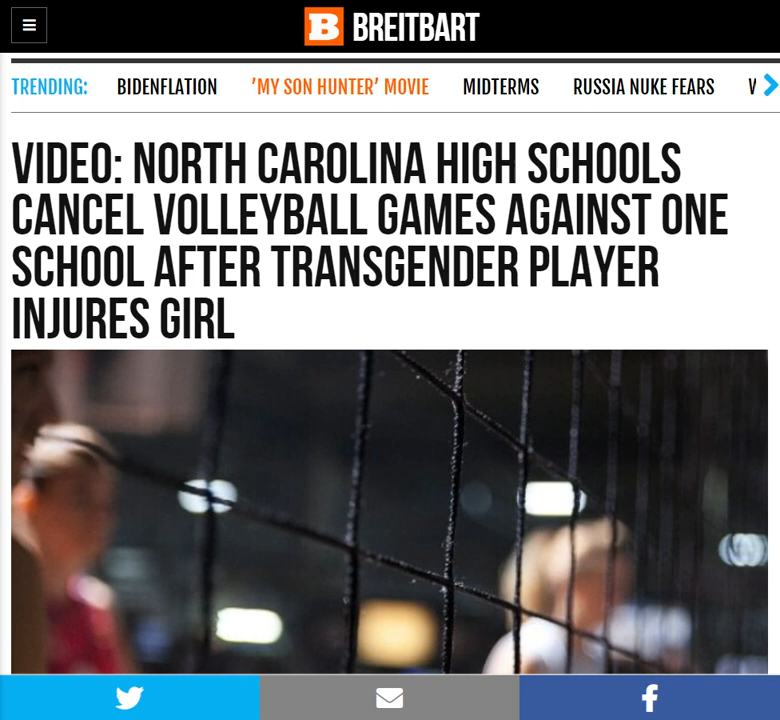 B BREITBART
TRENDING: BIDENFLATION 'MY SON HUNTER' MOVIE MIDTERMS RUSSIA NUKE FEARS
VIDEO: NORTH CAROLINA HIGH SCHOOLS
CANCEL VOLLEYBALL GAMES AGAINST ONE
SCHOOL AFTER TRANSGENDER PLAYER
INJURES GIRL